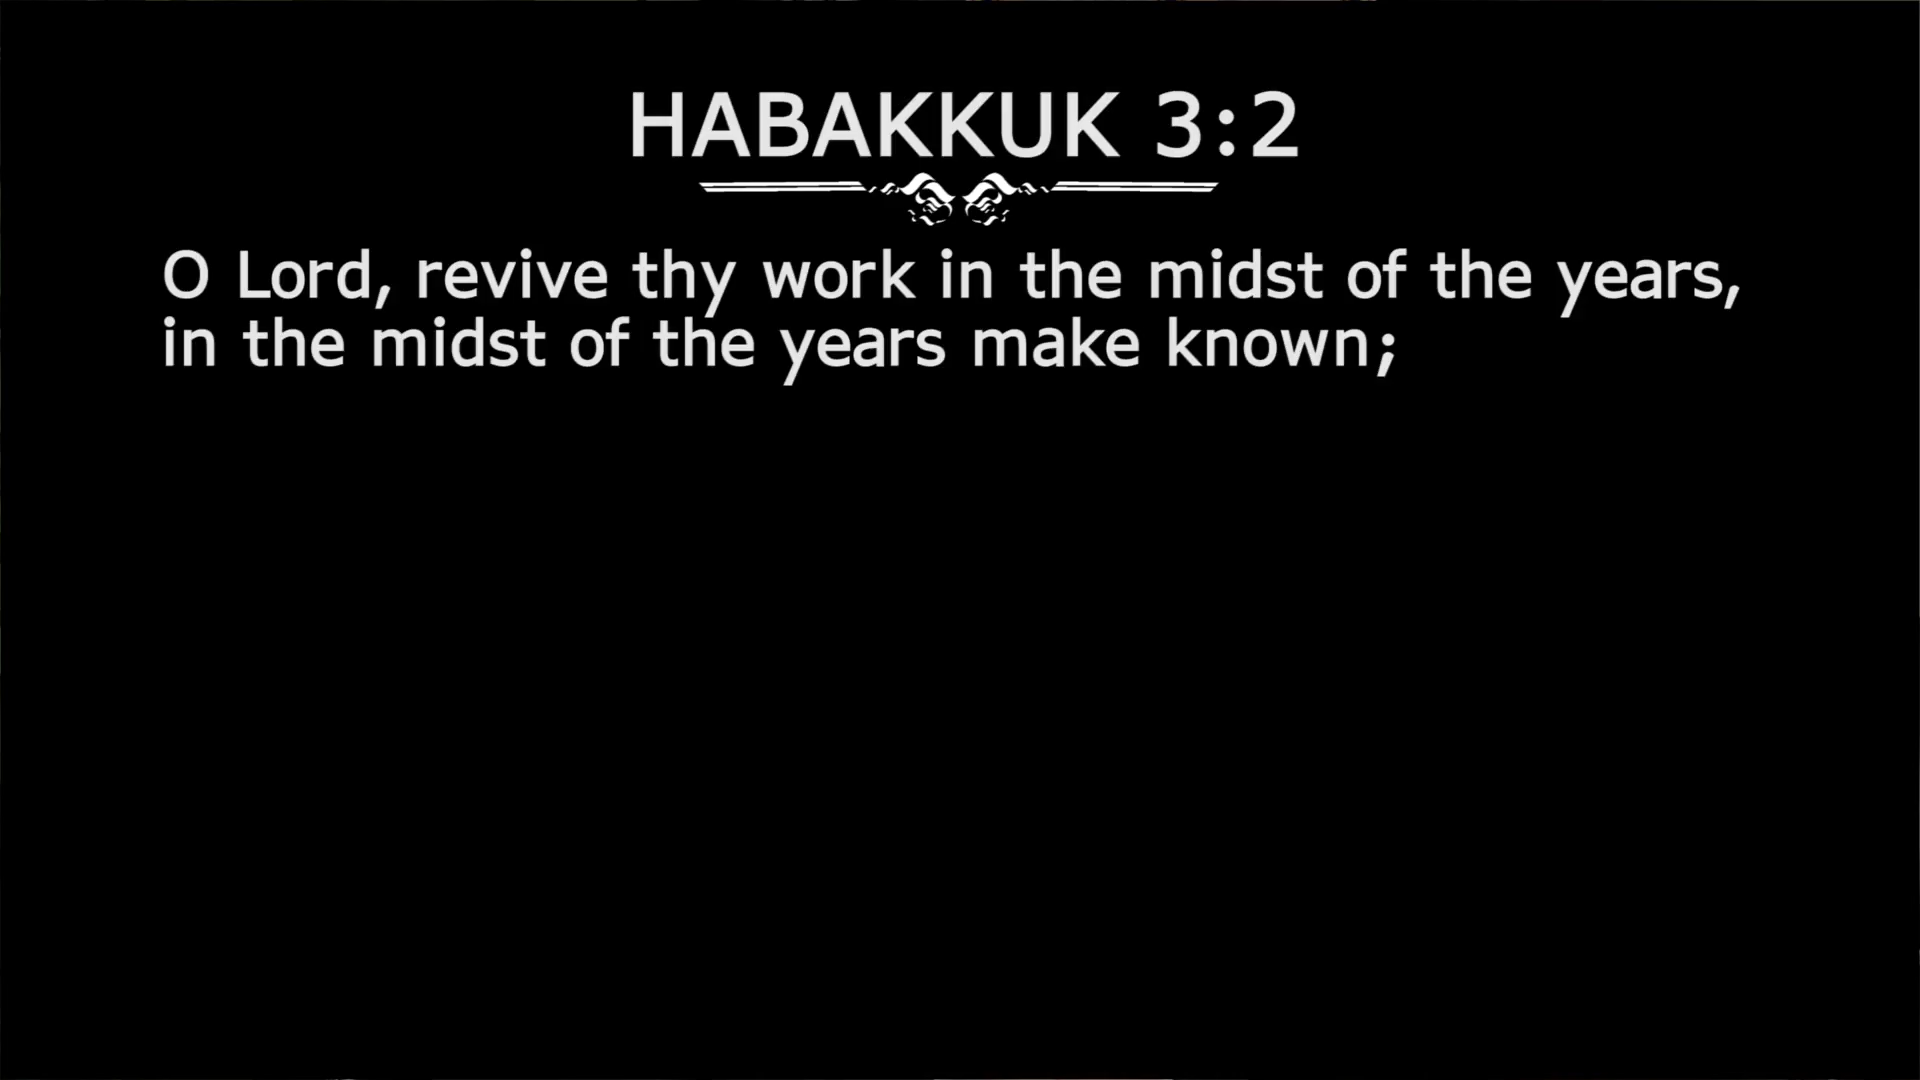 HABAKKUK 3:2
O Lord, revive thy work in the midst of the years,
in the midst of the years make known;